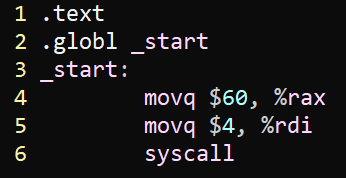 1 .text
2 .globl _start
3 _start:
4         movq $60, %rax
5         movq $4, %rdi
6         syscall